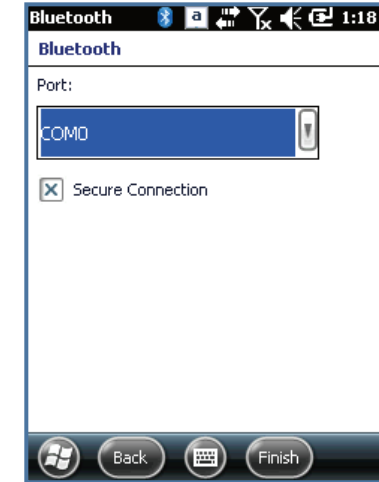 Bluetooth a 1:18
Bluetooth
Port:
COM0
Secure Connection
Back Finish